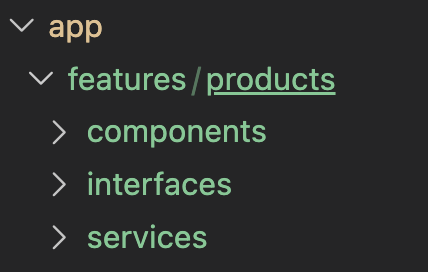 app
features/products
components
interfaces
services